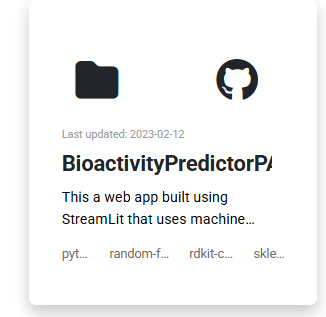 Last updated: 2023-02-12
BioactivityPredictorPA
This a web app built using
StreamLit that uses machine…
pyt… random-f… rdkit-c… skle…